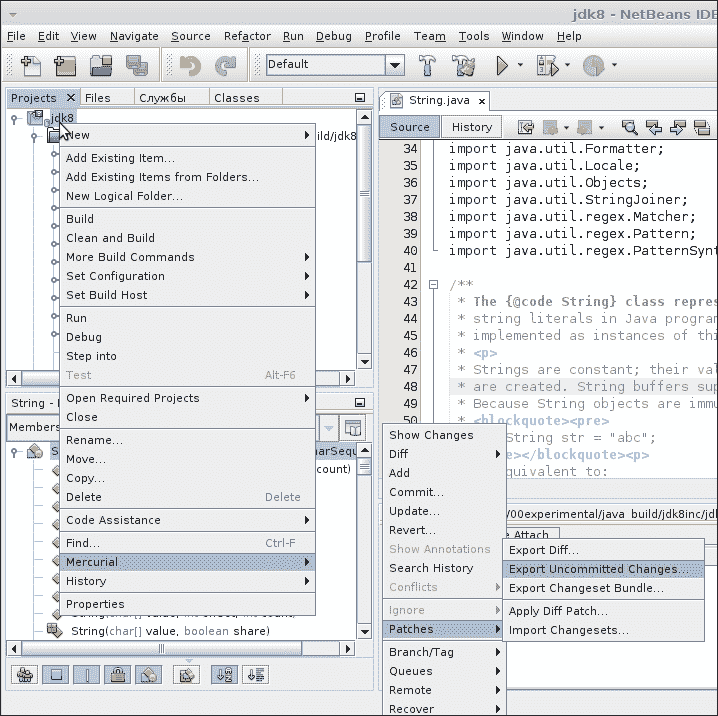 jdk8 - NetBeans IDE
File Edit View Navigate Source Refactor Run Debug Profile Team Tools Window Help
Default
Projects Files Службы Classes
jdk8
ild/jdk8
New
Add Existing Item...
Add Existing Items from Folders...
New Logical Folder...
Build
Clean and Build
More Build Commands
Set Configuration
Set Build Host
Run
Debug
Step into
Test Alt-F6
Open Required Projects
Close
Rename...
Move...
Copy...
Delete Delete
Code Assistance
Find... Ctrl-F
Mercurial
History
Properties
String -
Members
S
harSequ
count)
String(char[] value, boolean share)
String.java
Source History
34 import java.util.Formatter;
35 import java.util.Locale;
36 import java.util.Objects;
37 import java.util.StringJoiner;
38 import java.util.regex.Matcher;
39 import java.util.regex.Pattern;
40 import java.util.regex.PatternSynt
41
42 /**
43 * The {@code String} class repres
44 * string literals in Java program
45 * implemented as instances of thi
46 * <p>
47 * Strings are constant; their val
48 * are created. String buffers sup
49 * Because String objects are immu
50 * <blockquote><pre>
String str = "abc";
e></blockquote><p>
equivalent to:
/00experimental/java_build/jdk8inc/jd
e Attach
Show Changes
Diff
Add
Commit...
Update...
Revert...
Show Annotations
Search History
Conflicts
Ignore
Patches
Branch/Tag
Queues
Remote
Recover
Export Diff...
Export Uncommitted Changes...
Export Changeset Bundle...
Apply Diff Patch...
Import Changesets...